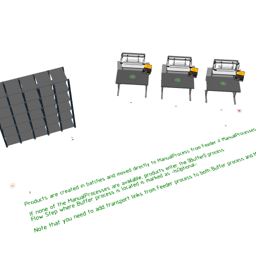 Products are created in batches and moved directly to ManualProcess from Feeder if ManualProcesses
If none of the ManualProcesses are available, products enter the Buffer process
Flow Step where Buffer process is located is marked as <Optional>
Note that you need to add transport links from Feeder process to both Buffer process and